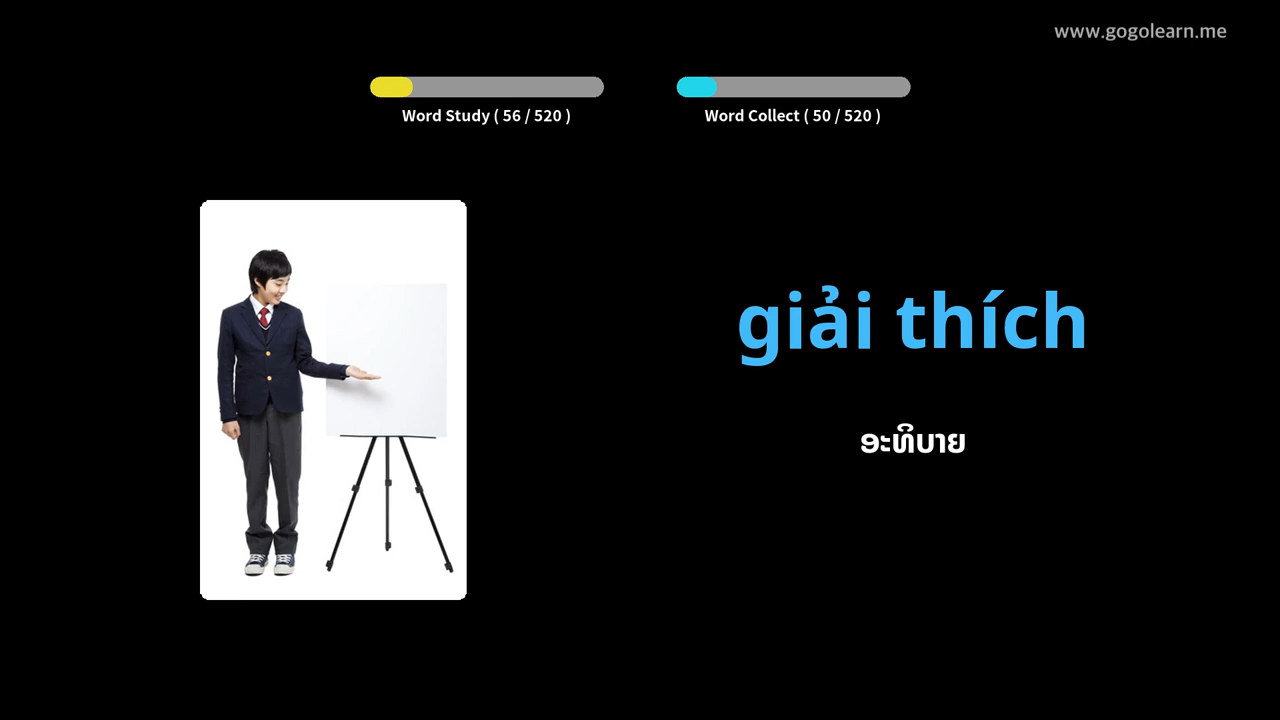 www.gogolearn.me
Word Study ( 56 / 520 )
Word Collect ( 50 / 520 )
giải thích
ອະທິບາຍ